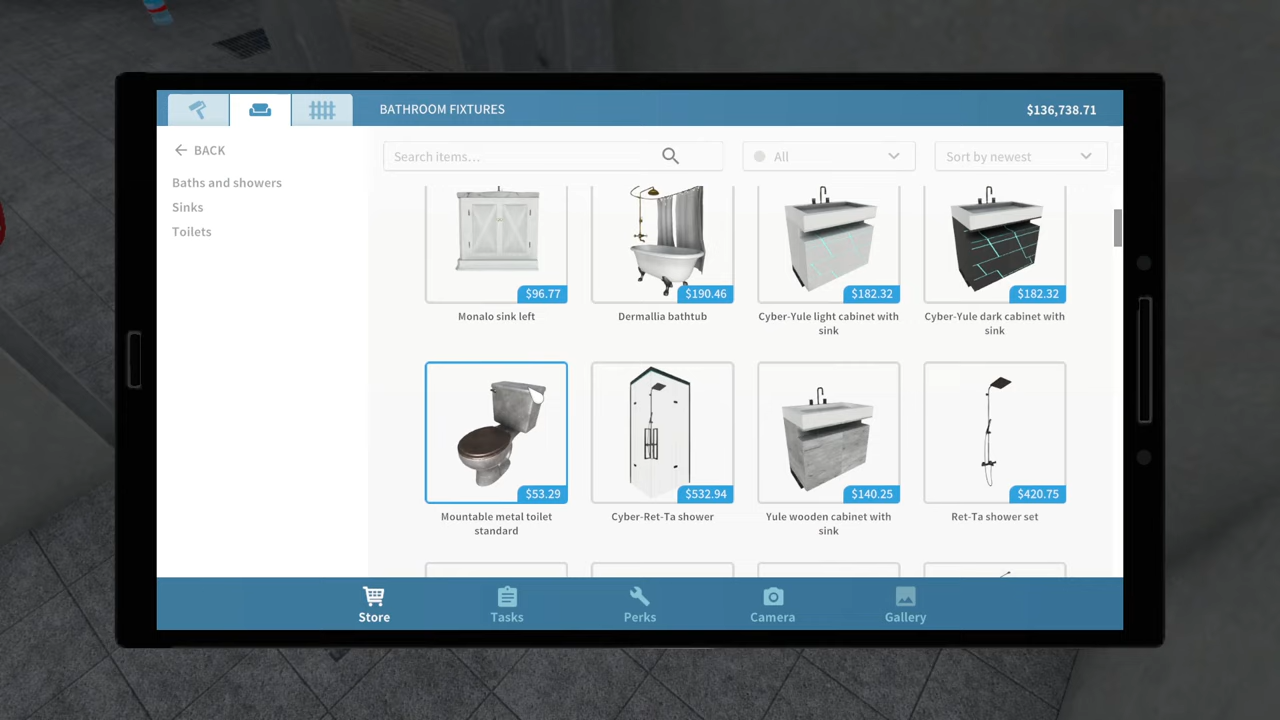 BATHROOM FIXTURES
$136,738.71
BACK
Search items...
All
Sort by newest
Baths and showers
Sinks
Toilets
$96.77
$190.46
$182.32
$182.32
Monalo sink left
Dermallia bathtub
Cyber-Yule light cabinet with
sink
Cyber-Yule dark cabinet with
sink
$53.29
$532.94
$140.25
$420.75
Mountable metal toilet
standard
Cyber-Ret-Ta shower
Yule wooden cabinet with
sink
Ret-Ta shower set
Store
Tasks
Perks
Camera
Gallery